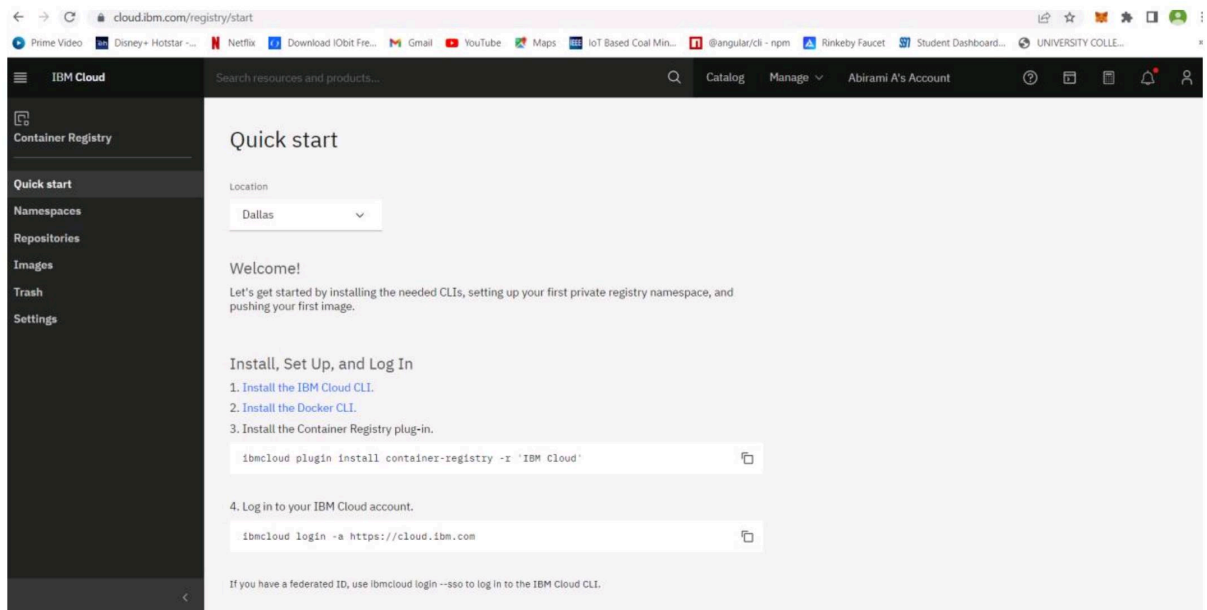 cloud.ibm.com/registry/start
Prime Video
Disney+ Hotstar -...
Netflix
Download IObit Fre...
Gmail
YouTube
Maps
IoT Based Coal Min...
@angular/cli - npm
Rinkeby Faucet
Student Dashboard...
UNIVERSITY COLLE...
IBM Cloud
Search resources and products...
Catalog
Manage
Abirami A's Account
Container Registry
Quick start
Namespaces
Repositories
Images
Trash
Settings
Quick start
Location
Dallas
Welcome!
Let's get started by installing the needed CLIs, setting up your first private registry namespace, and
pushing your first image.
Install, Set Up, and Log In
1. Install the IBM Cloud CLI.
2. Install the Docker CLI.
3. Install the Container Registry plug-in.
ibmcloud plugin install container-registry -r 'IBM Cloud'
4. Log in to your IBM Cloud account.
ibmcloud login -a https://cloud.ibm.com
If you have a federated ID, use ibmcloud login --sso to log in to the IBM Cloud CLI.